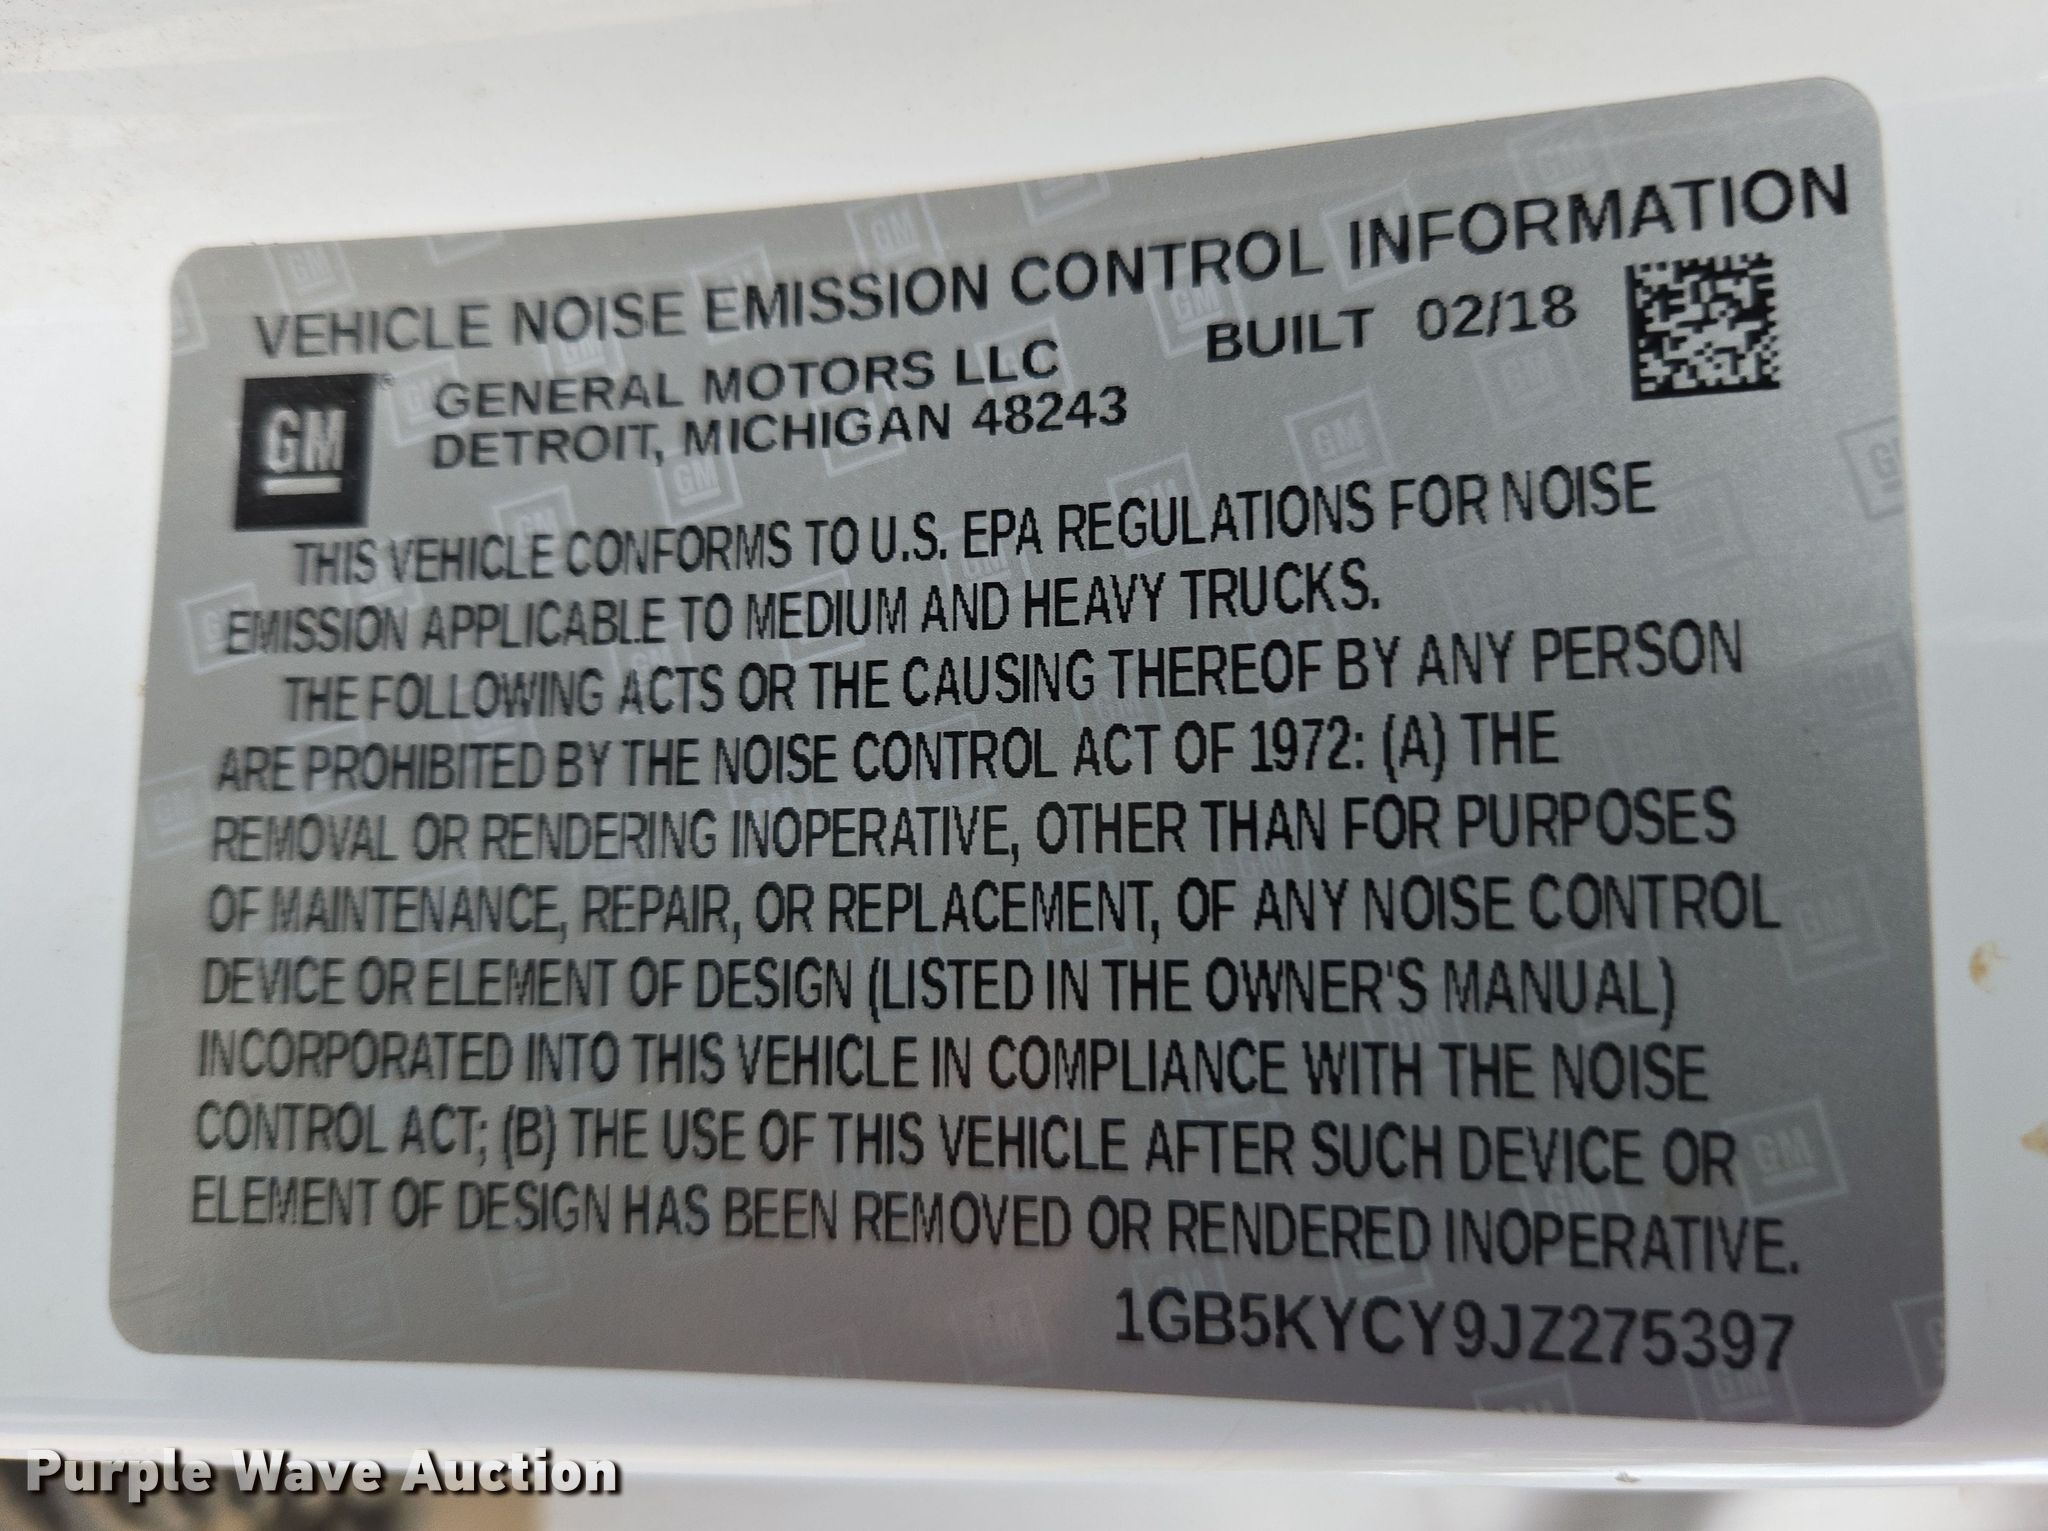 VEHICLE NOISE EMISSION CONTROL INFORMATION
GM® GENERAL MOTORS LLC BUILT 02/18
DETROIT, MICHIGAN 48243
THIS VEHICLE CONFORMS TO U.S. EPA REGULATIONS FOR NOISE
EMISSION APPLICABLE TO MEDIUM AND HEAVY TRUCKS.
THE FOLLOWING ACTS OR THE CAUSING THEREOF BY ANY PERSON
ARE PROHIBITED BY THE NOISE CONTROL ACT OF 1972: (A) THE
REMOVAL OR RENDERING INOPERATIVE, OTHER THAN FOR PURPOSES
OF MAINTENANCE, REPAIR, OR REPLACEMENT, OF ANY NOISE CONTROL
DEVICE OR ELEMENT OF DESIGN (LISTED IN THE OWNER'S MANUAL)
INCORPORATED INTO THIS VEHICLE IN COMPLIANCE WITH THE NOISE
CONTROL ACT; (B) THE USE OF THIS VEHICLE AFTER SUCH DEVICE OR
ELEMENT OF DESIGN HAS BEEN REMOVED OR RENDERED INOPERATIVE.
1GB5KYCY9JZ275397
Purple Wave Auction